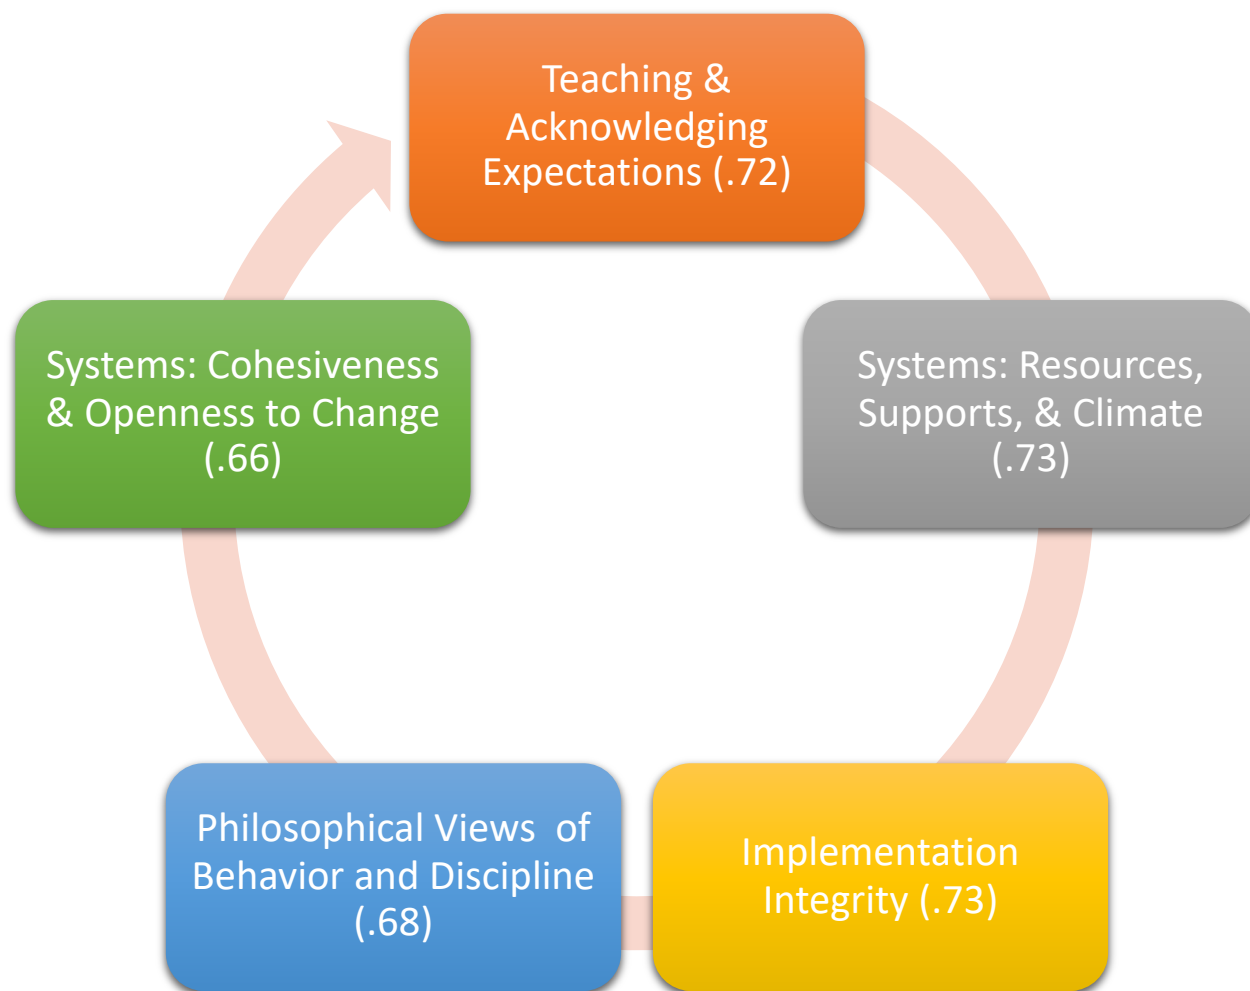 Teaching &
Acknowledging
Expectations (.72)
Systems: Resources,
Supports, & Climate
(.73)
Implementation
Integrity (.73)
Philosophical Views  of
Behavior and Discipline
(.68)
Systems: Cohesiveness
& Openness to Change
(.66)